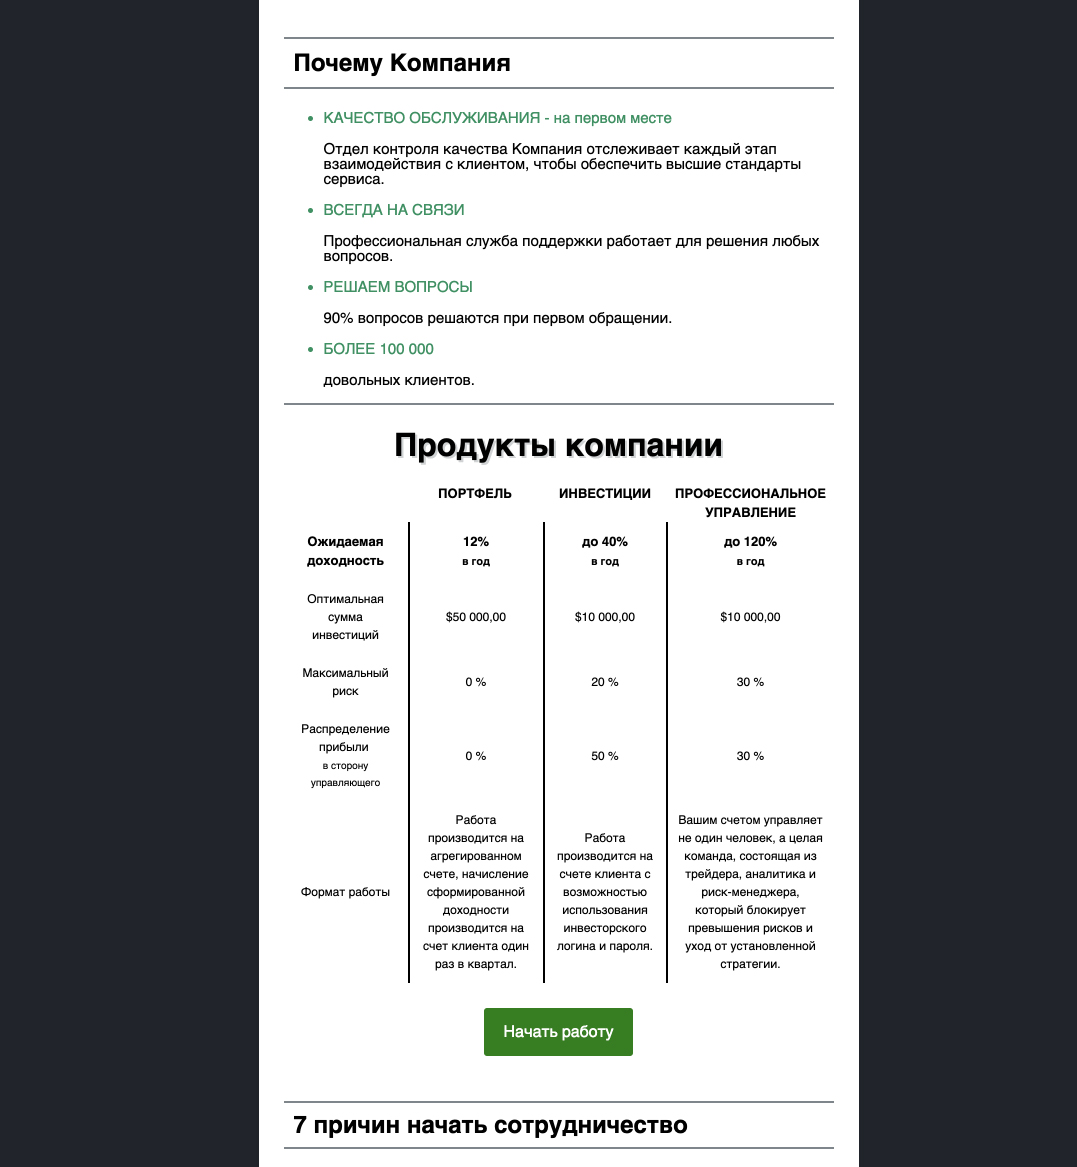 Почему Компания
КАЧЕСТВО ОБСЛУЖИВАНИЯ - на первом месте
Отдел контроля качества Компания отслеживает каждый этап
взаимодействия с клиентом, чтобы обеспечить высшие стандарты
сервиса.
ВСЕГДА НА СВЯЗИ
Профессиональная служба поддержки работает для решения любых
вопросов.
РЕШАЕМ ВОПРОСЫ
90% вопросов решаются при первом обращении.
БОЛЕЕ 100 000
довольных клиентов.
Продукты компании
ПОРТФЕЛЬ
ИНВЕСТИЦИИ
ПРОФЕССИОНАЛЬНОЕ
УПРАВЛЕНИЕ
Ожидаемая
доходность
12%
в год
до 40%
в год
до 120%
в год
Оптимальная
сумма
инвестиций
$50 000,00
$10 000,00
$10 000,00
Максимальный
риск
0 %
20 %
30 %
Распределение
прибыли
в сторону
управляющего
0 %
50 %
30 %
Формат работы
Работа
производится на
агрегированном
счете, начисление
сформированной
доходности
производится на
счет клиента один
раз в квартал.
Работа
производится на
счете клиента с
возможностью
использования
инвесторского
логина и пароля.
Вашим счетом управляет
не один человек, а целая
команда, состоящая из
трейдера, аналитика и
риск-менеджера,
который блокирует
превышения рисков и
уход от установленной
стратегии.
Начать работу
7 причин начать сотрудничество